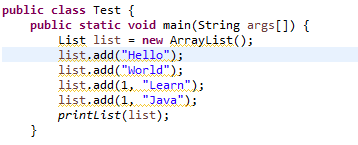 public class Test {
    public static void main(String args[]) {
        List list = new ArrayList();
        list.add("Hello");
        list.add("World");
        list.add(1, "Learn");
        list.add(1, "Java");
        printList(list);
    }